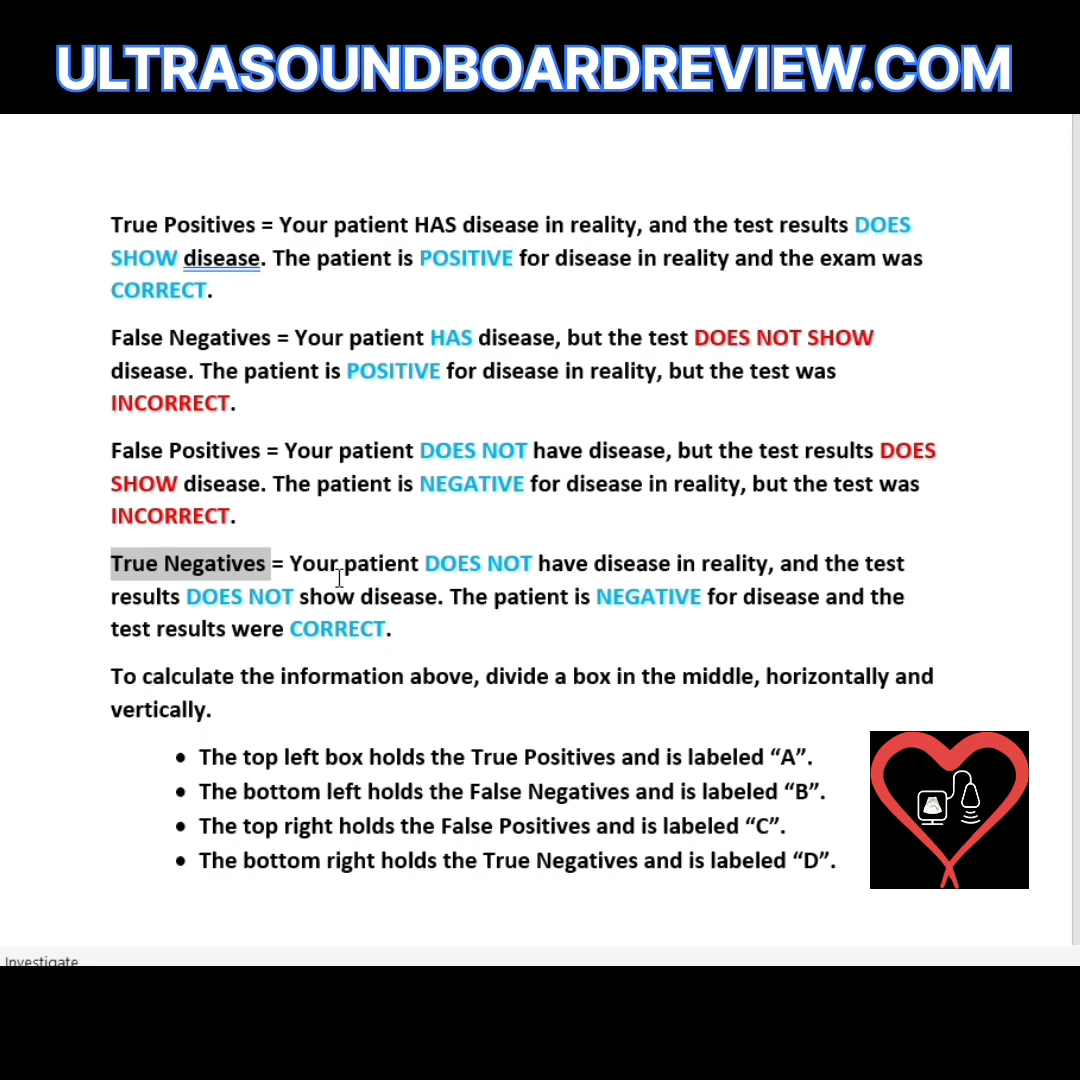 ULTRASOUNDBOARDREVIEW.COM
True Positives = Your patient HAS disease in reality, and the test results DOES
SHOW disease. The patient is POSITIVE for disease in reality and the exam was
CORRECT.
False Negatives = Your patient HAS disease, but the test DOES NOT SHOW
disease. The patient is POSITIVE for disease in reality, but the test was
INCORRECT.
False Positives = Your patient DOES NOT have disease, but the test results DOES
SHOW disease. The patient is NEGATIVE for disease in reality, but the test was
INCORRECT.
True Negatives = Your patient DOES NOT have disease in reality, and the test
results DOES NOT show disease. The patient is NEGATIVE for disease and the
test results were CORRECT.
To calculate the information above, divide a box in the middle, horizontally and
vertically.
• The top left box holds the True Positives and is labeled “A”.
• The bottom left holds the False Negatives and is labeled “B”.
• The top right holds the False Positives and is labeled “C”.
• The bottom right holds the True Negatives and is labeled “D”.
Investigate